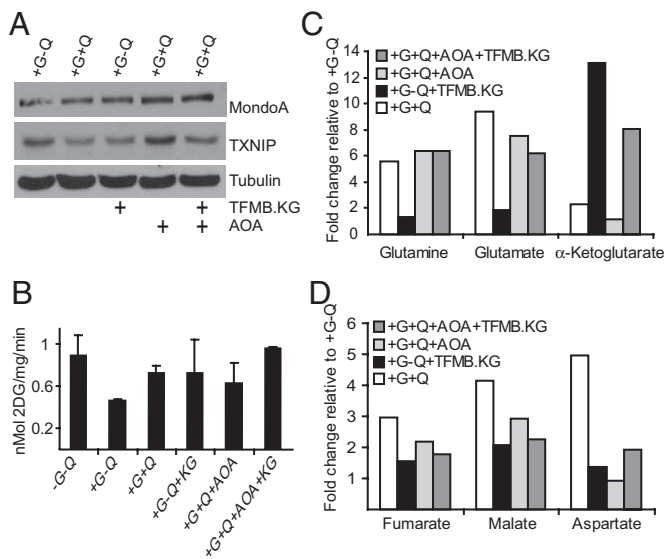 A
+G-Q
+G+Q
+G-Q
+G+Q
+G+Q
MondoA
TXNIP
Tubulin
+ + TFMB.KG
+ + AOA
B
nMol 2DG/mg/min
1
0.6
0.2
-G-Q
+G-Q
+G+Q
+G-Q+KG
+G+Q+AOA
+G+Q+AOA+KG
C
Fold change relative to +G-Q
14
12
10
8
6
4
2
0
+G+Q+AOA+TFMB.KG
+G+Q+AOA
+G-Q+TFMB.KG
+G+Q
Glutamine Glutamate α-Ketoglutarate
D
Fold change relative to +G-Q
6
5
4
3
2
1
0
+G+Q+AOA+TFMB.KG
+G+Q+AOA
+G-Q+TFMB.KG
+G+Q
Fumarate Malate Aspartate